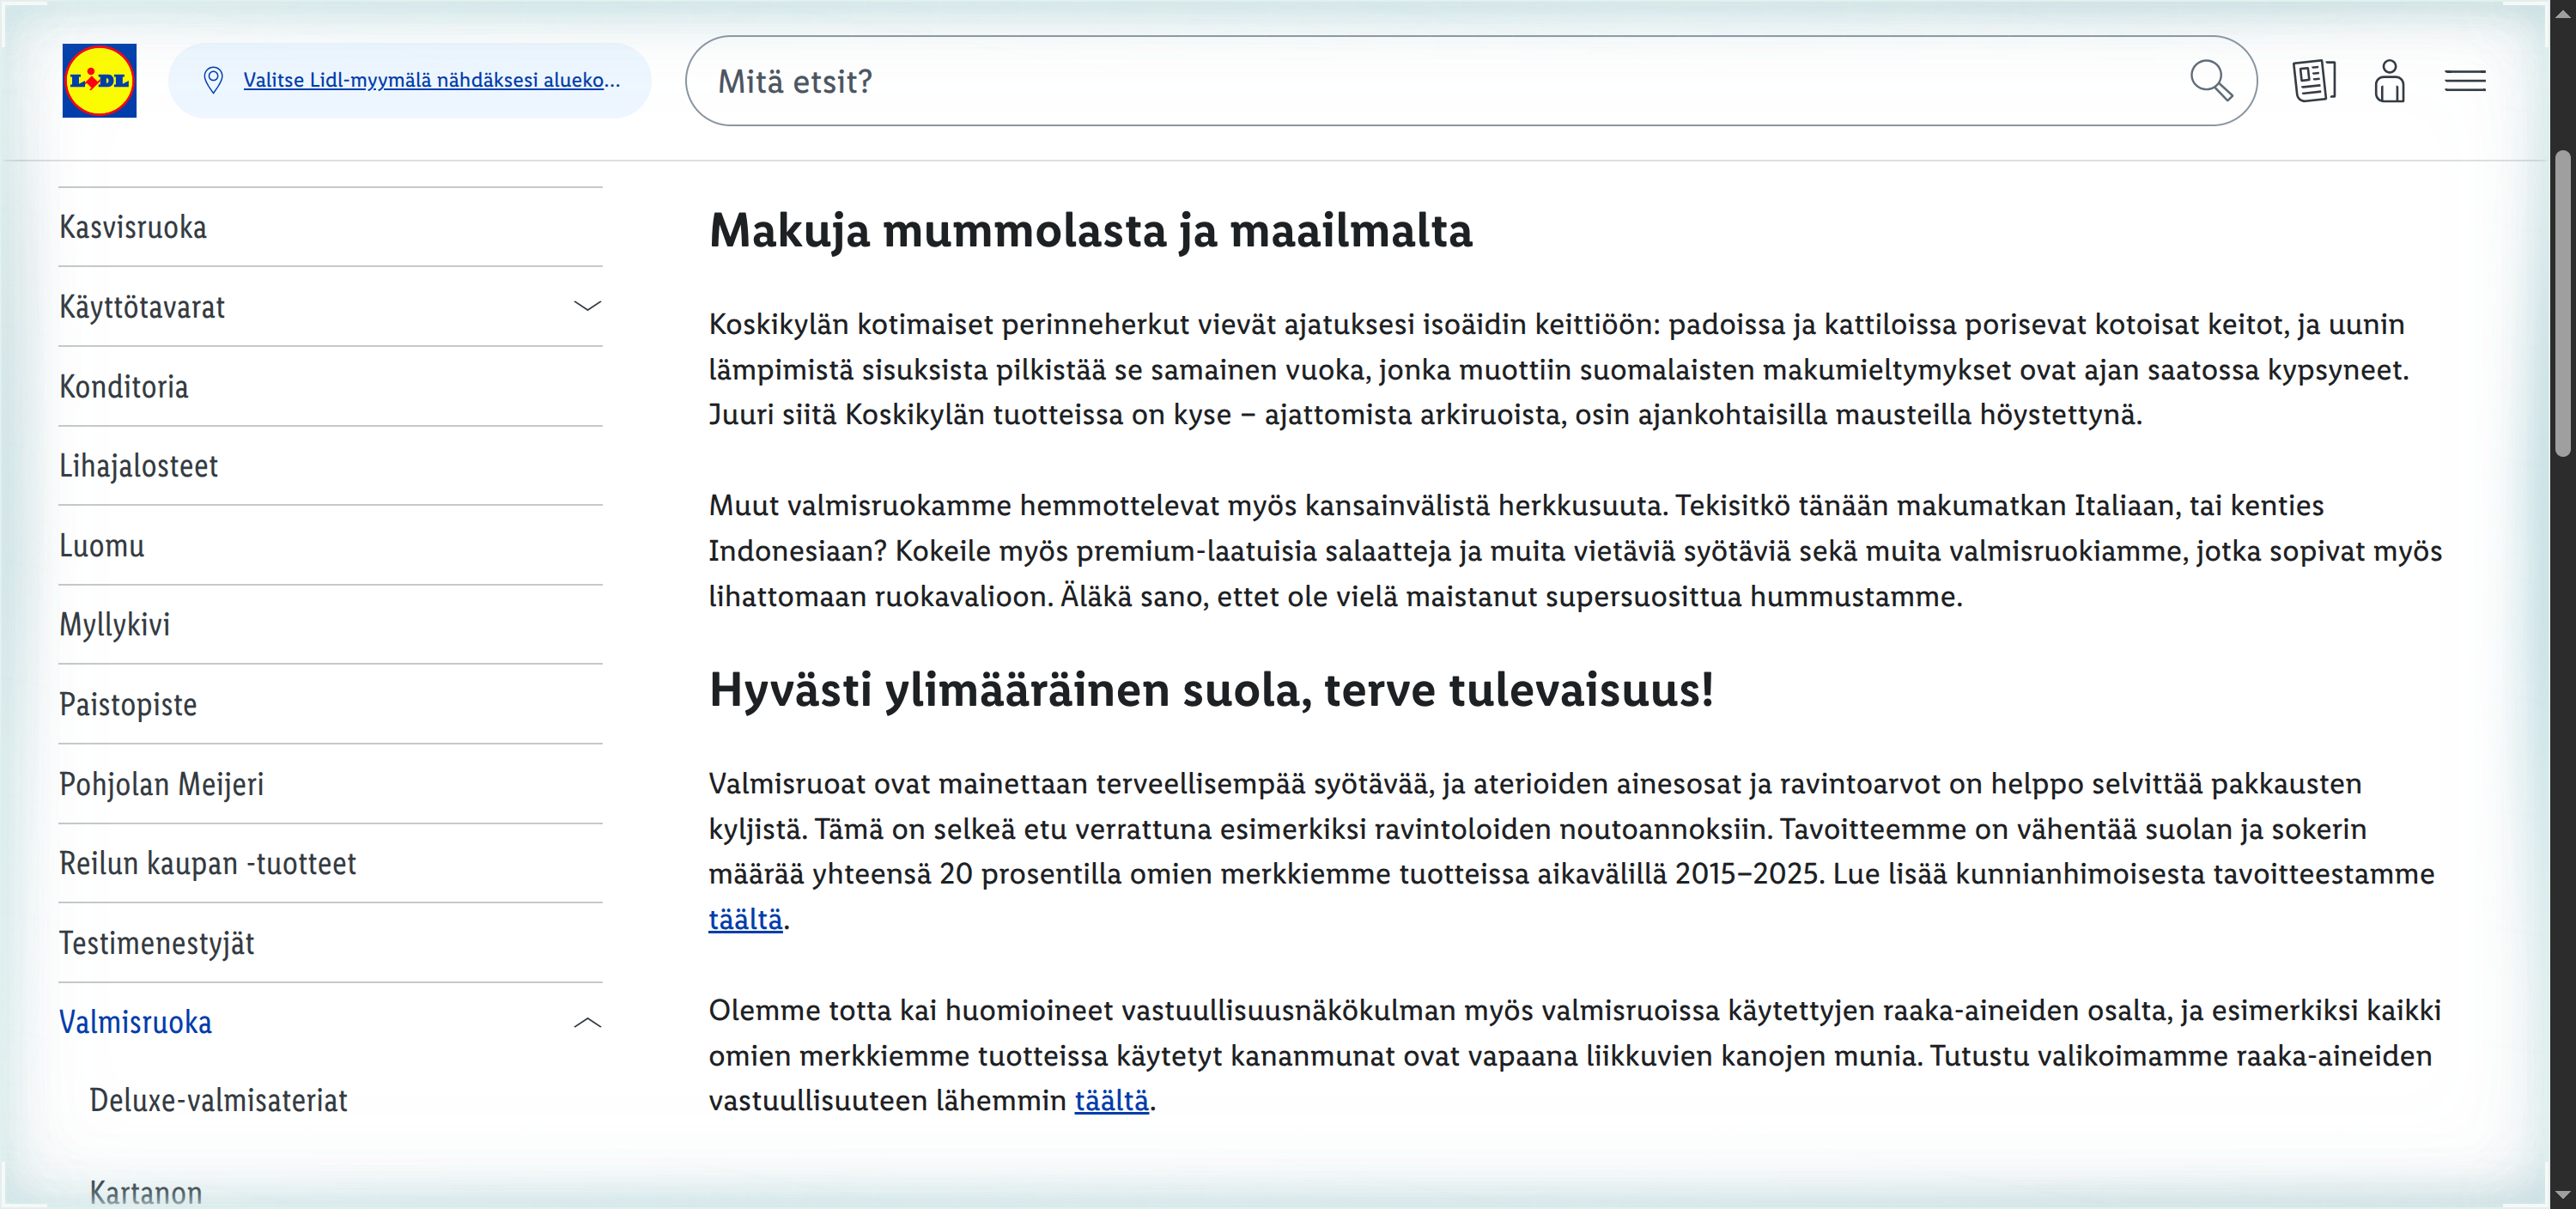 LIDL
Valitse Lidl-myymälä nähdäksesi alueko...
Mitä etsit?
Kasvisruoka
Käyttötavarat
Konditoria
Lihajalosteet
Luomu
Myllykivi
Paistopiste
Pohjolan Meijeri
Reilun kaupan -tuotteet
Testimenestyjät
Valmisruoka
Deluxe-valmisateriat
Kartanon
Makuja mummolasta ja maailmalta
Koskikylän kotimaiset perinneherkut vievät ajatuksesi isoäidin keittiöön: padoissa ja kattiloissa porisevat kotoisat keitot, ja uunin
lämpimistä sisuksista pilkistää se samainen vuoka, jonka muottiin suomalaisten makumieltymykset ovat ajan saatossa kypsyneet.
Juuri siitä Koskikylän tuotteissa on kyse – ajattomista arkiruoista, osin ajankohtaisilla mausteilla höystettynä.
Muut valmisruokamme hemmottelevat myös kansainvälistä herkkusuuta. Tekisitkö tänään makumatkan Italiaan, tai kenties
Indonesiaan? Kokeile myös premium-laatuisia salaatteja ja muita vietäviä syötäviä sekä muita valmisruokiamme, jotka sopivat myös
lihattomaan ruokavalioon. Äläkä sano, ettet ole vielä maistanut supersuosittua hummustamme.
Hyvästi ylimääräinen suola, terve tulevaisuus!
Valmisruoat ovat mainettaan terveellisempää syötävää, ja aterioiden ainesosat ja ravintoarvot on helppo selvittää pakkausten
kyljistä. Tämä on selkeä etu verrattuna esimerkiksi ravintoloiden noutoannoksiin. Tavoitteemme on vähentää suolan ja sokerin
määrää yhteensä 20 prosentilla omien merkkiemme tuotteissa aikavälillä 2015–2025. Lue lisää kunnianhimoisesta tavoitteestamme
täältä.
Olemme totta kai huomioineet vastuullisuusnäkökulman myös valmisruoissa käytettyjen raaka-aineiden osalta, ja esimerkiksi kaikki
omien merkkiemme tuotteissa käytetyt kananmunat ovat vapaana liikkuvien kanojen munia. Tutustu valikoimamme raaka-aineiden
vastuullisuuteen lähemmin täältä.